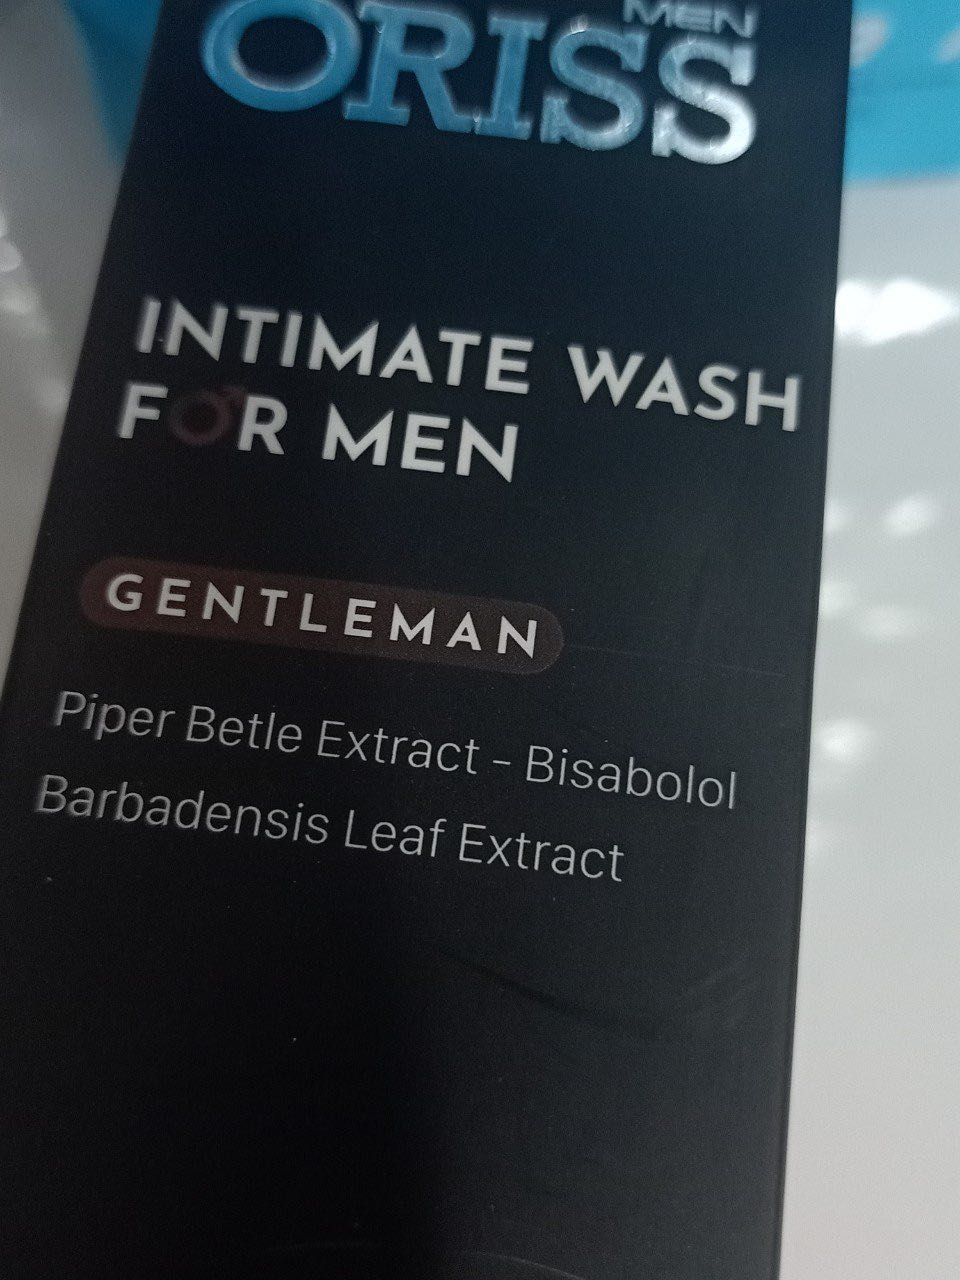 MEN
ORISS
INTIMATE WASH
FOR MEN
GENTLEMAN
Piper Betle Extract - Bisabolol
Barbadensis Leaf Extract